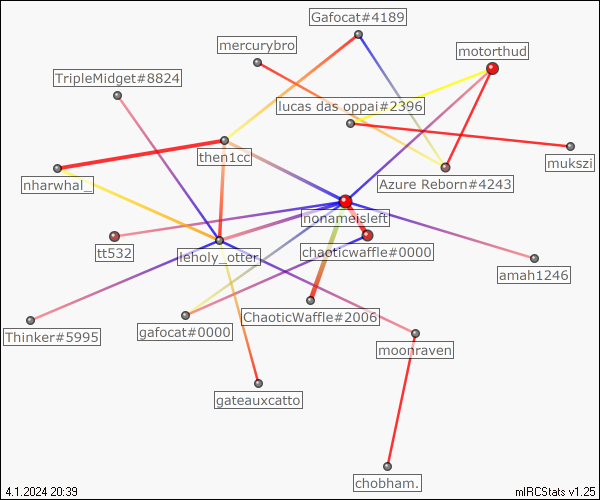 Gafocat#4189
mercurybro
motorthud
TripleMidget#8824
lucas das oppai#2396
then1cc
mukszi
nharwhal_
Azure Reborn#4243
nonameisleft
tt532
leholy_otter
chaoticwaffle#0000
amah1246
ChaoticWaffle#2006
Thinker#5995
gafocat#0000
moonraven
gateauxcatto
chobham.
4.1.2024 20:39
mIRCStats v1.25